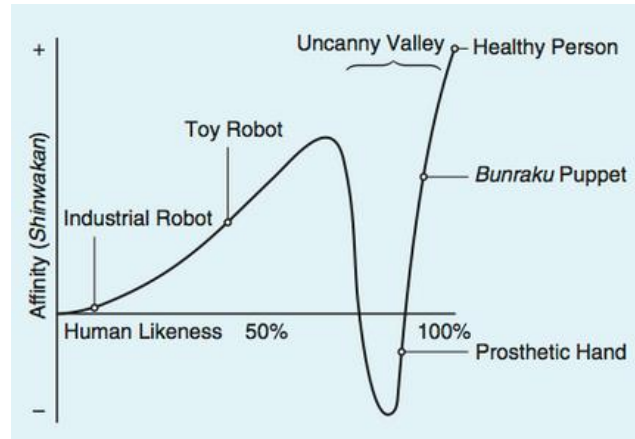 +
Uncanny Valley
Healthy Person
Toy Robot
Bunraku Puppet
Industrial Robot
Affinity (Shinwakan)
Human Likeness 50% 100%
Prosthetic Hand
–